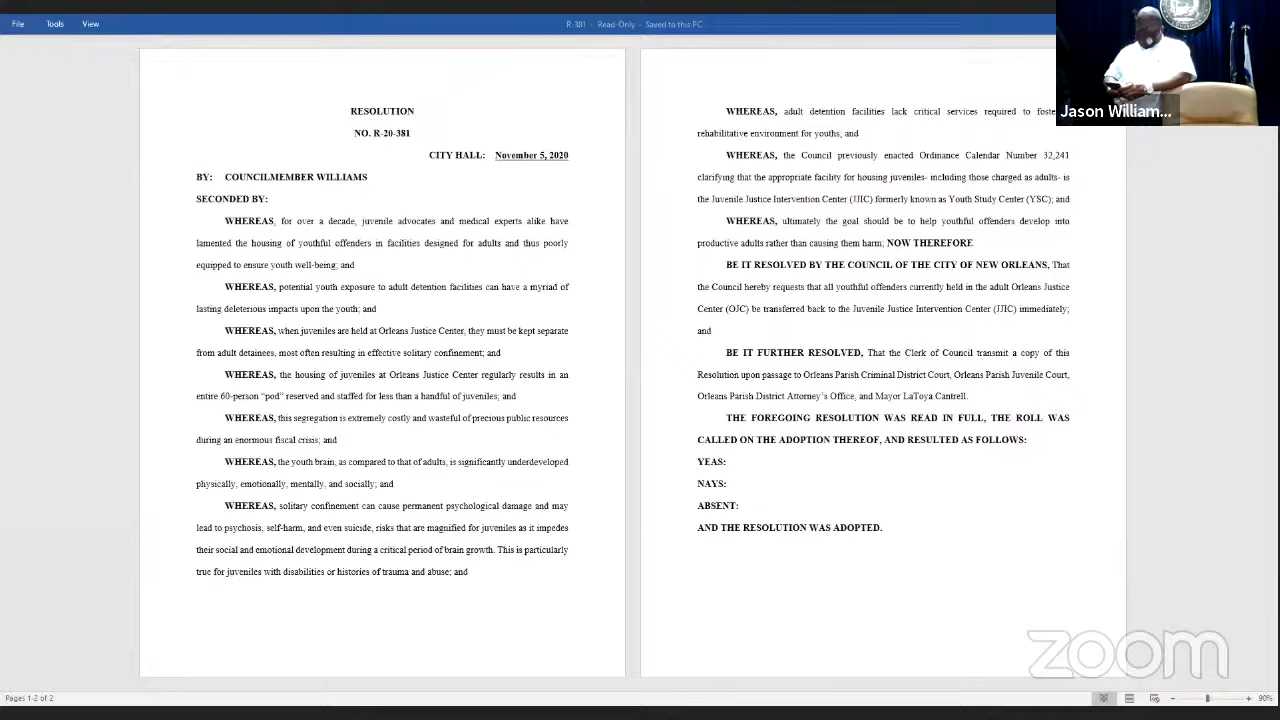 File Tools View
R-381 - Read-Only - Saved to this PC
Jason William...
RESOLUTION
NO. R-20-381
CITY HALL: November 5, 2020
BY: COUNCILMEMBER WILLIAMS
SECONDED BY:
WHEREAS, for over a decade, juvenile advocates and medical experts alike have
lamented the housing of youthful offenders in facilities designed for adults and thus poorly
equipped to ensure youth well-being; and
WHEREAS, potential youth exposure to adult detention facilities can have a myriad of
lasting deleterious impacts upon the youth; and
WHEREAS, when juveniles are held at Orleans Justice Center, they must be kept separate
from adult detainees, most often resulting in effective solitary confinement; and
WHEREAS, the housing of juveniles at Orleans Justice Center regularly results in an
entire 60-person “pod” reserved and staffed for less than a handful of juveniles; and
WHEREAS, this segregation is extremely costly and wasteful of precious public resources
during an enormous fiscal crisis; and
WHEREAS, the youth brain, as compared to that of adults, is significantly underdeveloped
physically, emotionally, mentally, and socially; and
WHEREAS, solitary confinement can cause permanent psychological damage and may
lead to psychosis, self-harm, and even suicide, risks that are magnified for juveniles as it impedes
their social and emotional development during a critical period of brain growth. This is particularly
true for juveniles with disabilities or histories of trauma and abuse; and
WHEREAS, adult detention facilities lack critical services required to foste
rehabilitative environment for youths; and
WHEREAS, the Council previously enacted Ordinance Calendar Number 32,241
clarifying that the appropriate facility for housing juveniles- including those charged as adults- is
the Juvenile Justice Intervention Center (JJIC) formerly known as Youth Study Center (YSC); and
WHEREAS, ultimately the goal should be to help youthful offenders develop into
productive adults rather than causing them harm; NOW THEREFORE
BE IT RESOLVED BY THE COUNCIL OF THE CITY OF NEW ORLEANS, That
the Council hereby requests that all youthful offenders currently held in the adult Orleans Justice
Center (OJC) be transferred back to the Juvenile Justice Intervention Center (JJIC) immediately;
and
BE IT FURTHER RESOLVED, That the Clerk of Council transmit a copy of this
Resolution upon passage to Orleans Parish Criminal District Court, Orleans Parish Juvenile Court,
Orleans Parish District Attorney’s Office, and Mayor LaToya Cantrell.
THE FOREGOING RESOLUTION WAS READ IN FULL, THE ROLL WAS
CALLED ON THE ADOPTION THEREOF, AND RESULTED AS FOLLOWS:
YEAS:
NAYS:
ABSENT:
AND THE RESOLUTION WAS ADOPTED.
zoom
Pages 1-2 of 2
90%